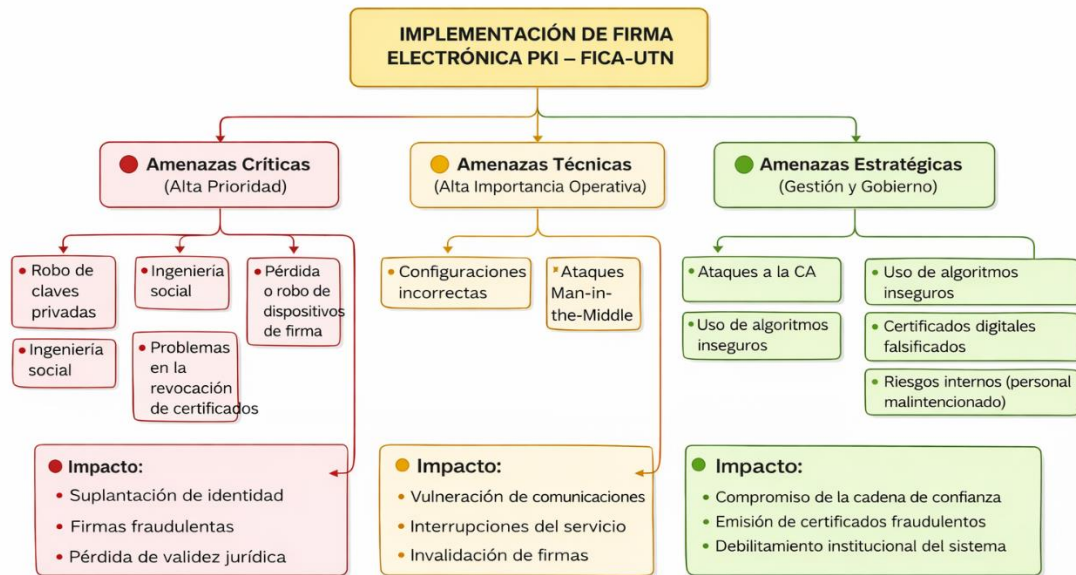 IMPLEMENTACIÓN DE FIRMA
ELECTRÓNICA PKI – FICA-UTN
Amenazas Críticas
(Alta Prioridad)
Robo de
claves
privadas
Ingeniería
social
Pérdida
o robo de
dispositivos
de firma
Ingeniería
social
Problemas
en la
revocación
de certificados
Impacto:
Suplantación de identidad
Firmas fraudulentas
Pérdida de validez jurídica
Amenazas Técnicas
(Alta Importancia Operativa)
Configuraciones
incorrectas
Ataques
Man-in-
the-Middle
Impacto:
Vulneración de comunicaciones
Interrupciones del servicio
Invalidación de firmas
Amenazas Estratégicas
(Gestión y Gobierno)
Ataques a la CA
Uso de algoritmos
inseguros
Uso de algoritmos
inseguros
Certificados digitales
falsificados
Riesgos internos (personal
malintencionado)
Impacto:
Compromiso de la cadena de confianza
Emisión de certificados fraudulentos
Debilitamiento institucional del sistema